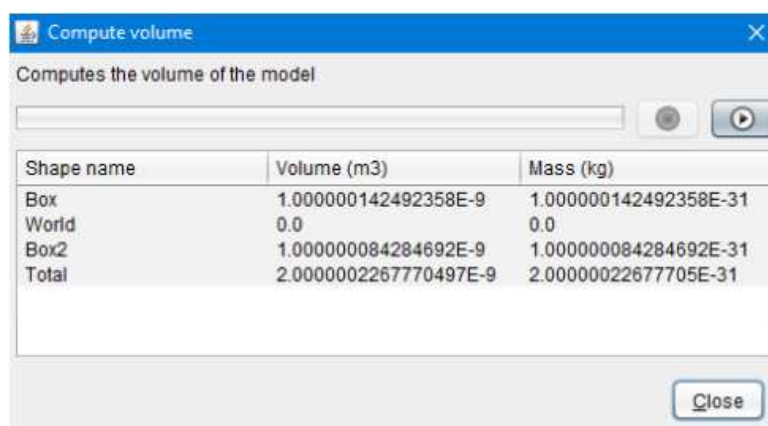 Compute volume
Computes the volume of the model
Shape name Volume (m3) Mass (kg)
Box 1.000000142492358E-9 1.000000142492358E-31
World 0.0 0.0
Box2 1.000000084284692E-9 1.000000084284692E-31
Total 2.0000002267770497E-9 2.00000022677705E-31
Close